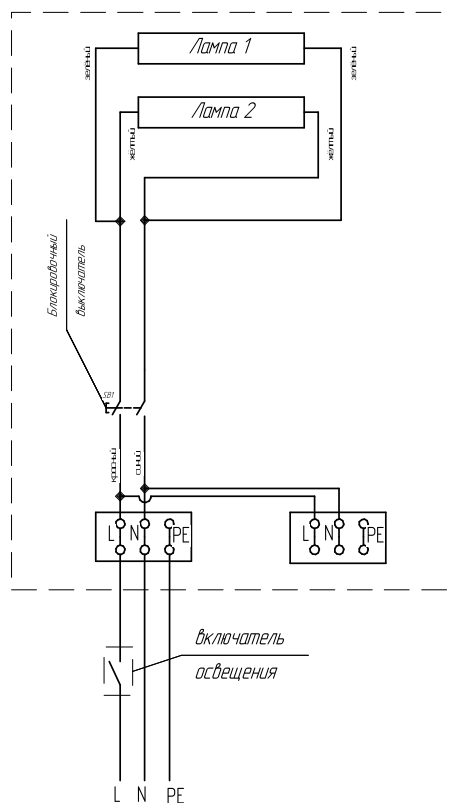 Лампа 1
зеленый
зеленый
Лампа 2
желтый
желтый
Блокировочный
выключатель
SB1
красный
синий
L N PE
L N PE
включатель
освещения
L N PE